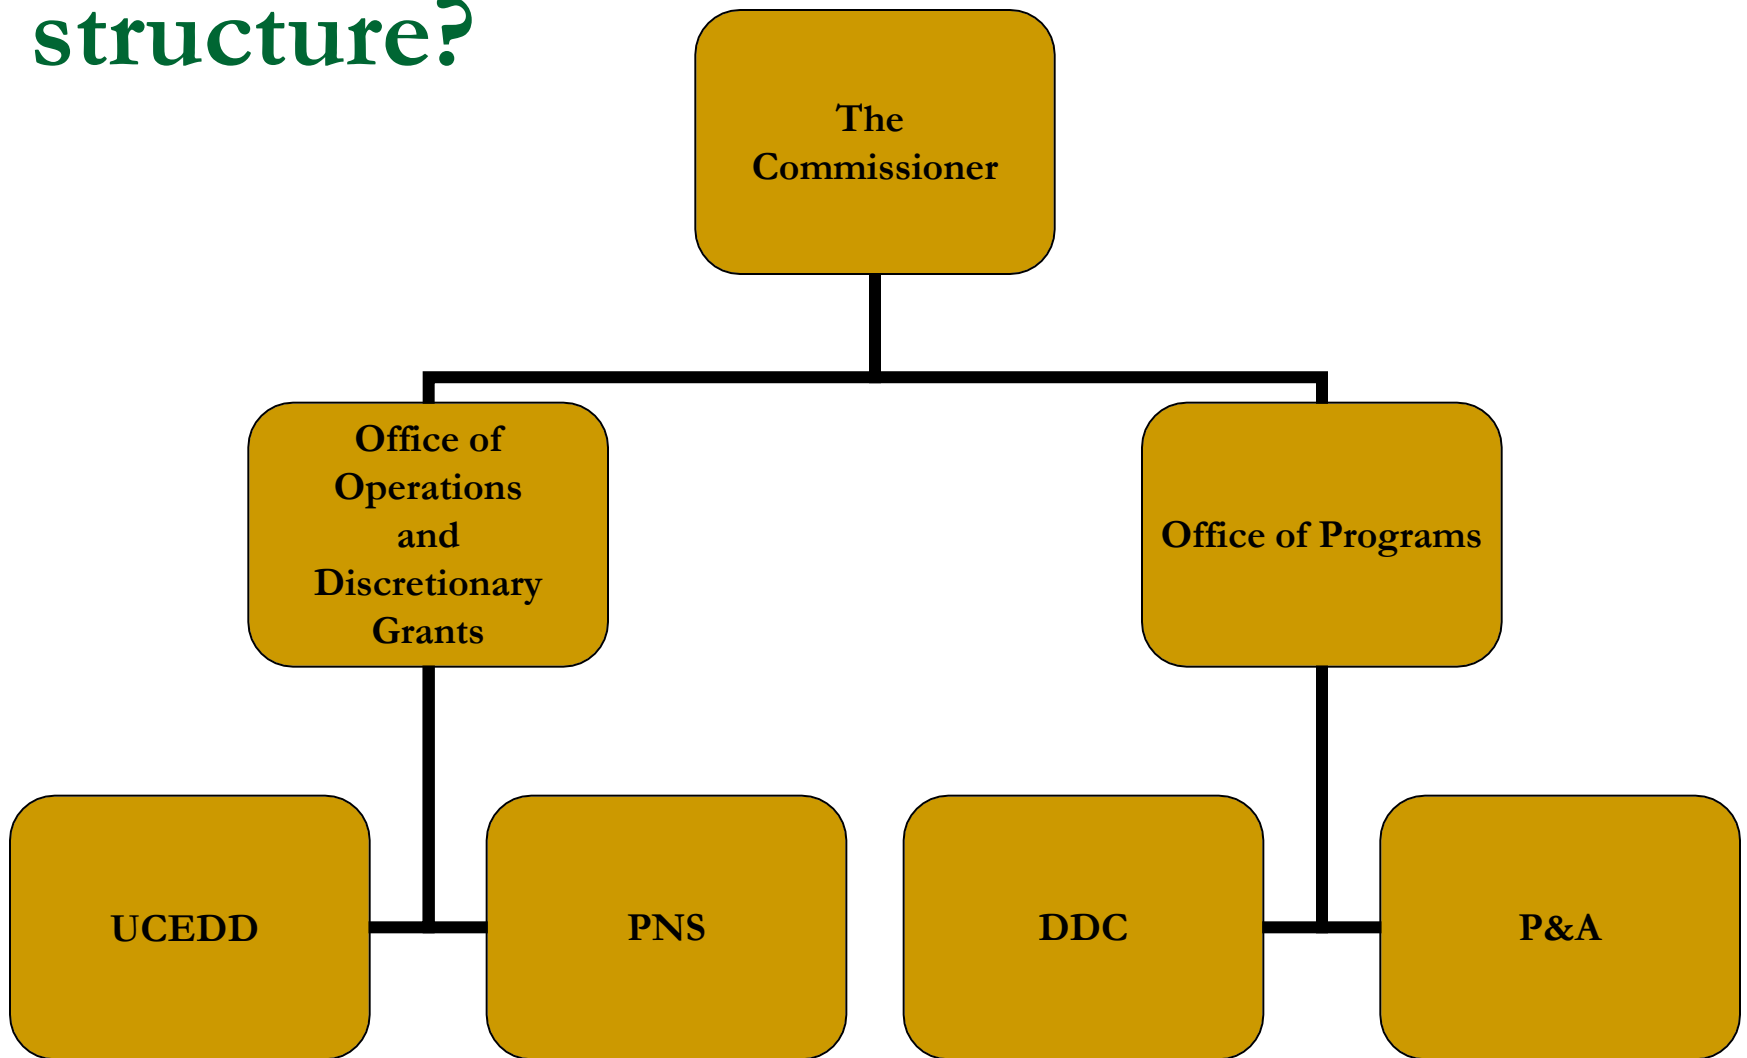 structure?
The
Commissioner
Office of
Operations
and
Discretionary
Grants
Office of Programs
UCEDD
PNS
DDC
P&A